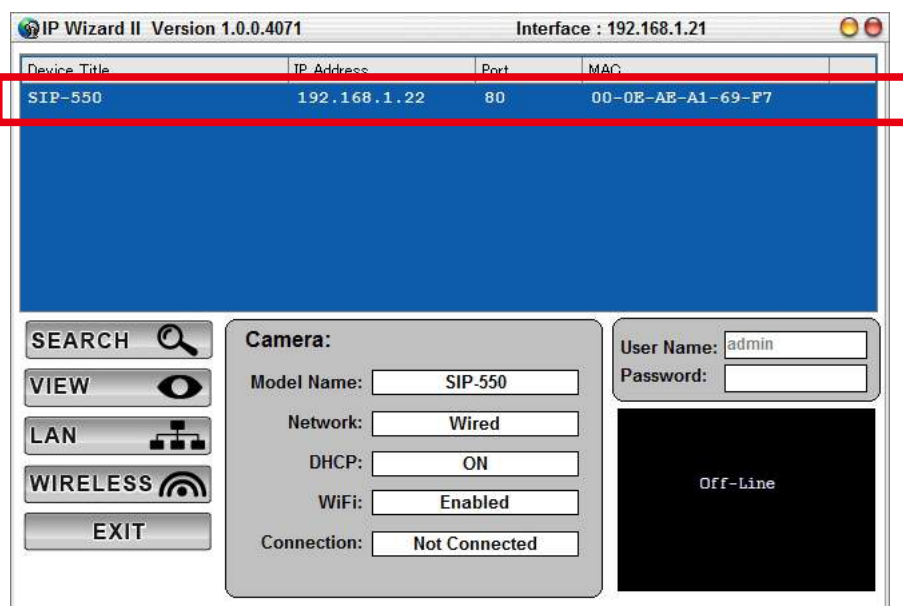 IP Wizard II Version 1.0.0.4071 Interface : 192.168.1.21
Device Title IP Address Port MAC
SIP-550 192.168.1.22 80 00-0E-AE-A1-69-F7
SEARCH
VIEW
LAN
WIRELESS
EXIT
Camera:
Model Name: SIP-550
Network: Wired
DHCP: ON
WiFi: Enabled
Connection: Not Connected
User Name: admin
Password:
Off-Line